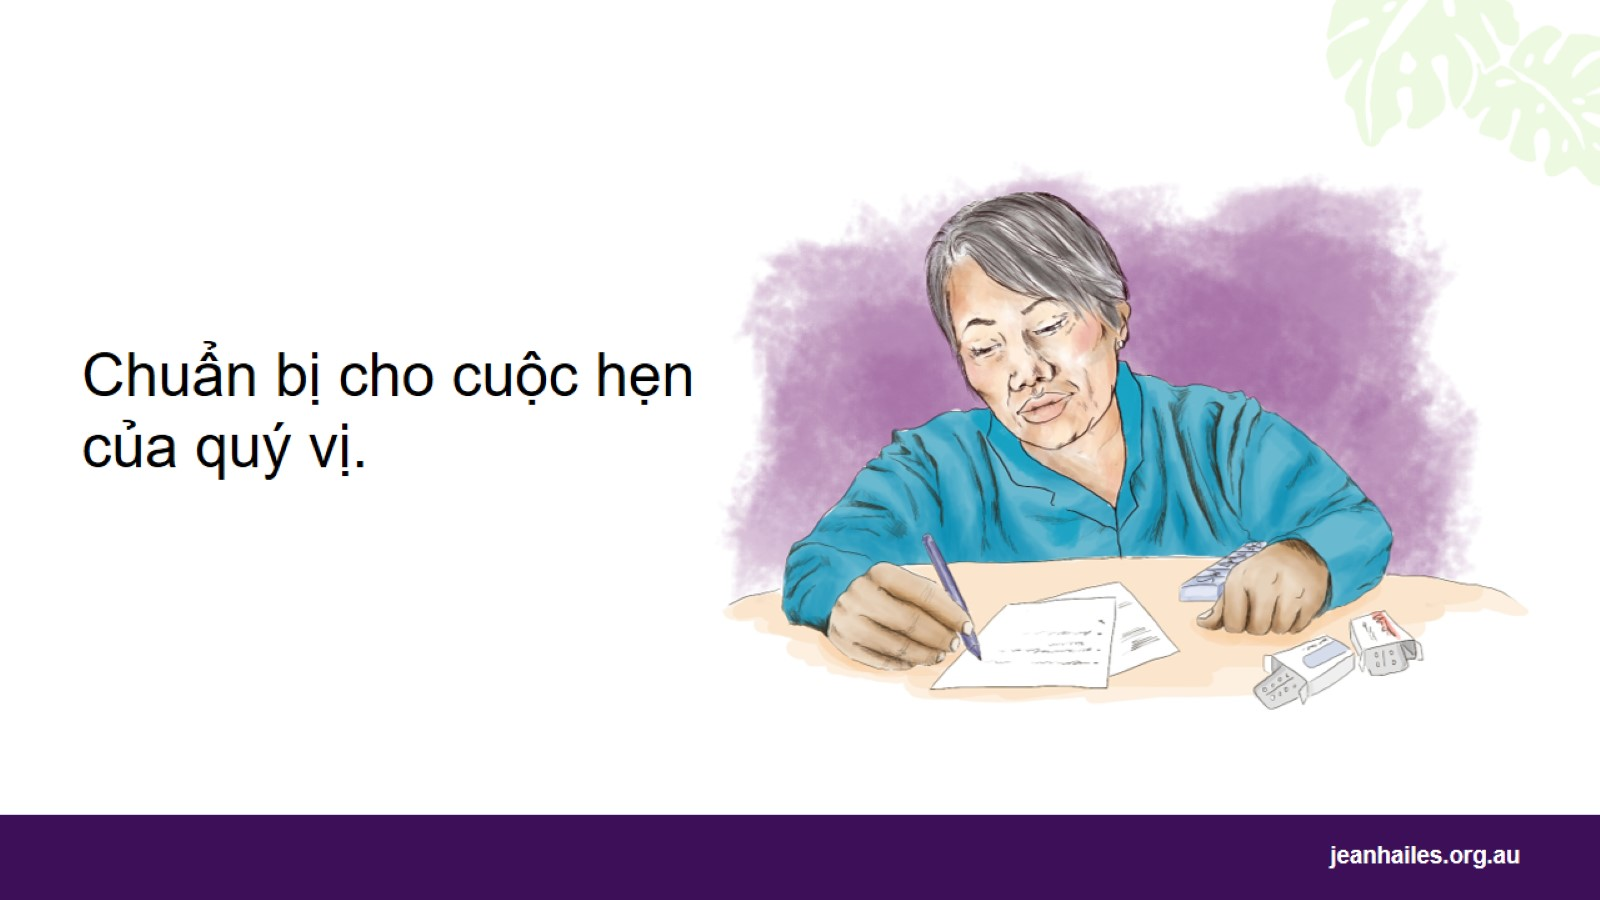 Chuẩn bị cho cuộc hẹn
của quý vị.
jeanhailes.org.au